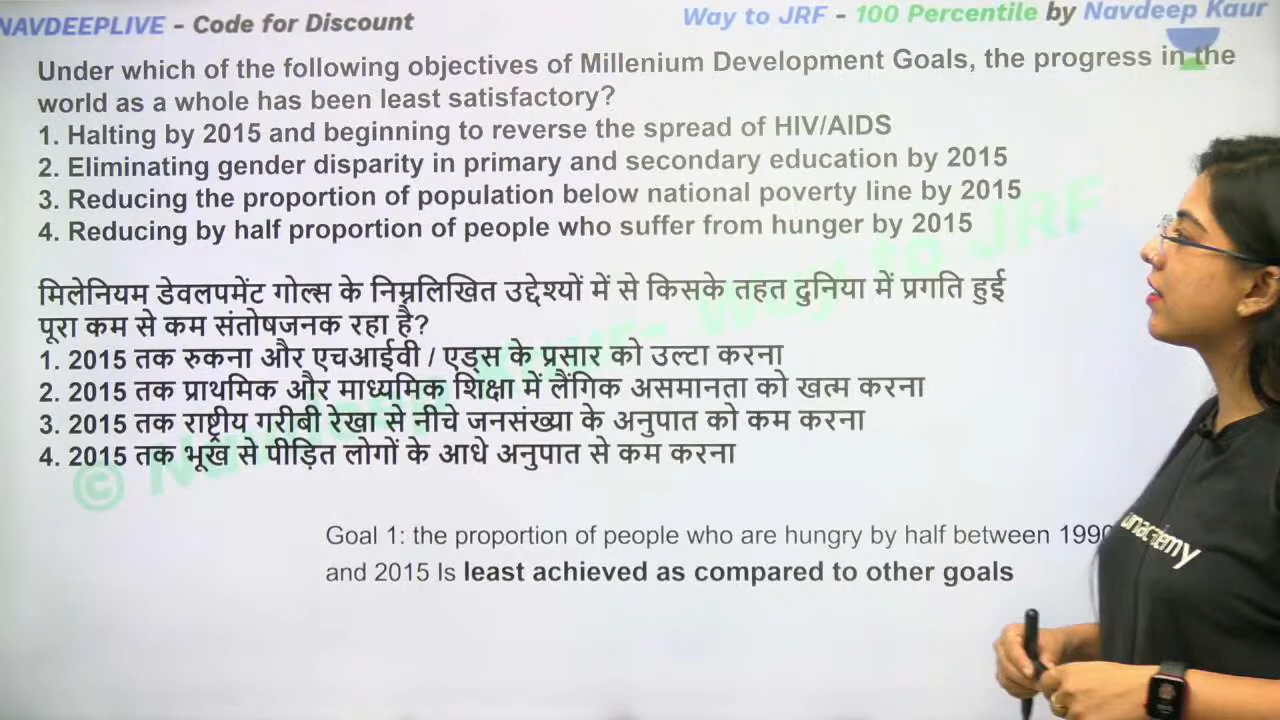 NAVDEEPLIVE - Code for Discount
Way to JRF - 100 Percentile by Navdeep Kaur
Under which of the following objectives of Millenium Development Goals, the progress in the
world as a whole has been least satisfactory?
1. Halting by 2015 and beginning to reverse the spread of HIV/AIDS
2. Eliminating gender disparity in primary and secondary education by 2015
3. Reducing the proportion of population below national poverty line by 2015
4. Reducing by half proportion of people who suffer from hunger by 2015
मिलेनियम डेवलपमेंट गोल्स के निम्नलिखित उद्देश्यों में से किसके तहत दुनिया में प्रगति हुई
पूरा कम से कम संतोषजनक रहा है?
1. 2015 तक रुकना और एचआईवी / एड्स के प्रसार को उल्टा करना
2. 2015 तक प्राथमिक और माध्यमिक शिक्षा में लैंगिक असमानता को खत्म करना
3. 2015 तक राष्ट्रीय गरीबी रेखा से नीचे जनसंख्या के अनुपात को कम करना
4. 2015 तक भूख से पीड़ित लोगों के आधे अनुपात से कम करना
Goal 1: the proportion of people who are hungry by half between 1990
and 2015 Is least achieved as compared to other goals
unacademy